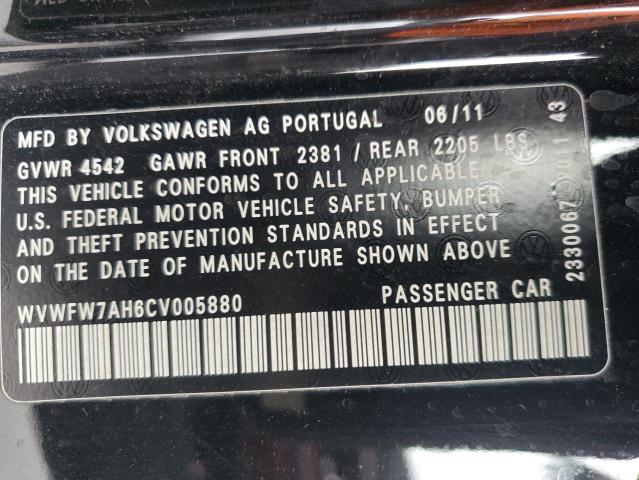 MFD BY VOLKSWAGEN AG PORTUGAL 06/11
GVWR 4542 GAWR FRONT 2381 / REAR 2205 LBS
THIS VEHICLE CONFORMS TO ALL APPLICABLE
U.S. FEDERAL MOTOR VEHICLE SAFETY, BUMPER
AND THEFT PREVENTION STANDARDS IN EFFECT
ON THE DATE OF MANUFACTURE SHOWN ABOVE
WVWFW7AH6CV005880 PASSENGER CAR
2330067 43